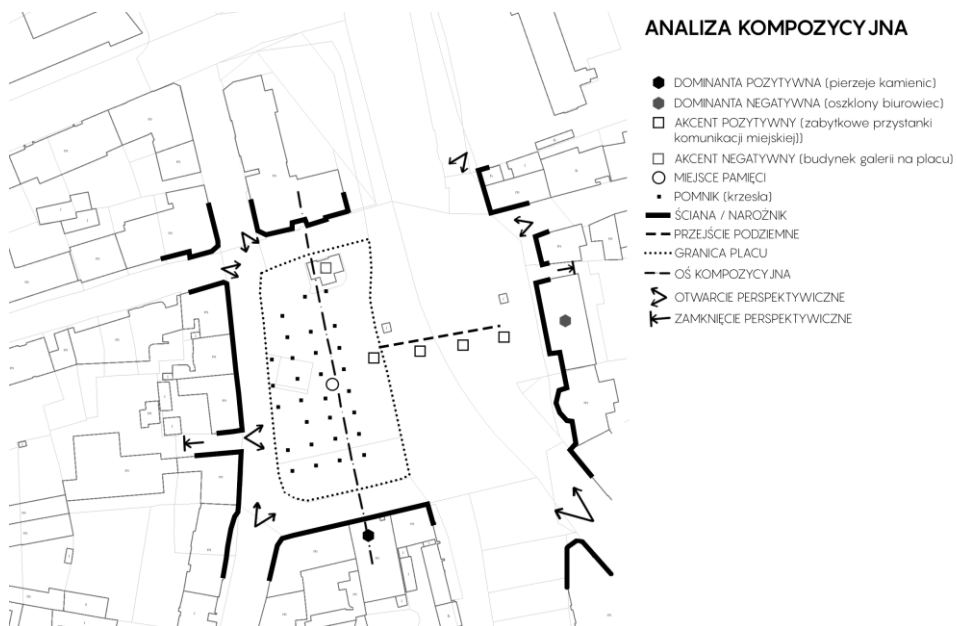 ANALIZA KOMPOZYCYJNA
DOMINANTA POZYTYWNA (pierzeje kamienic)
DOMINANTA NEGATYWNA (oszklony biurowiec)
AKCENT POZYTYWNY (zabytkowe przystanki
komunikacji miejskiej))
AKCENT NEGATYWNY (budynek galerii na placu)
MIEJSCE PAMIĘCI
POMNIK (krzesła)
ŚCIANA / NAROŻNIK
PRZEJŚCIE PODZIEMNE
GRANICA PLACU
OŚ KOMPOZYCYJNA
OTWARCIE PERSPEKTYWICZNE
ZAMKNIĘCIE PERSPEKTYWICZNE